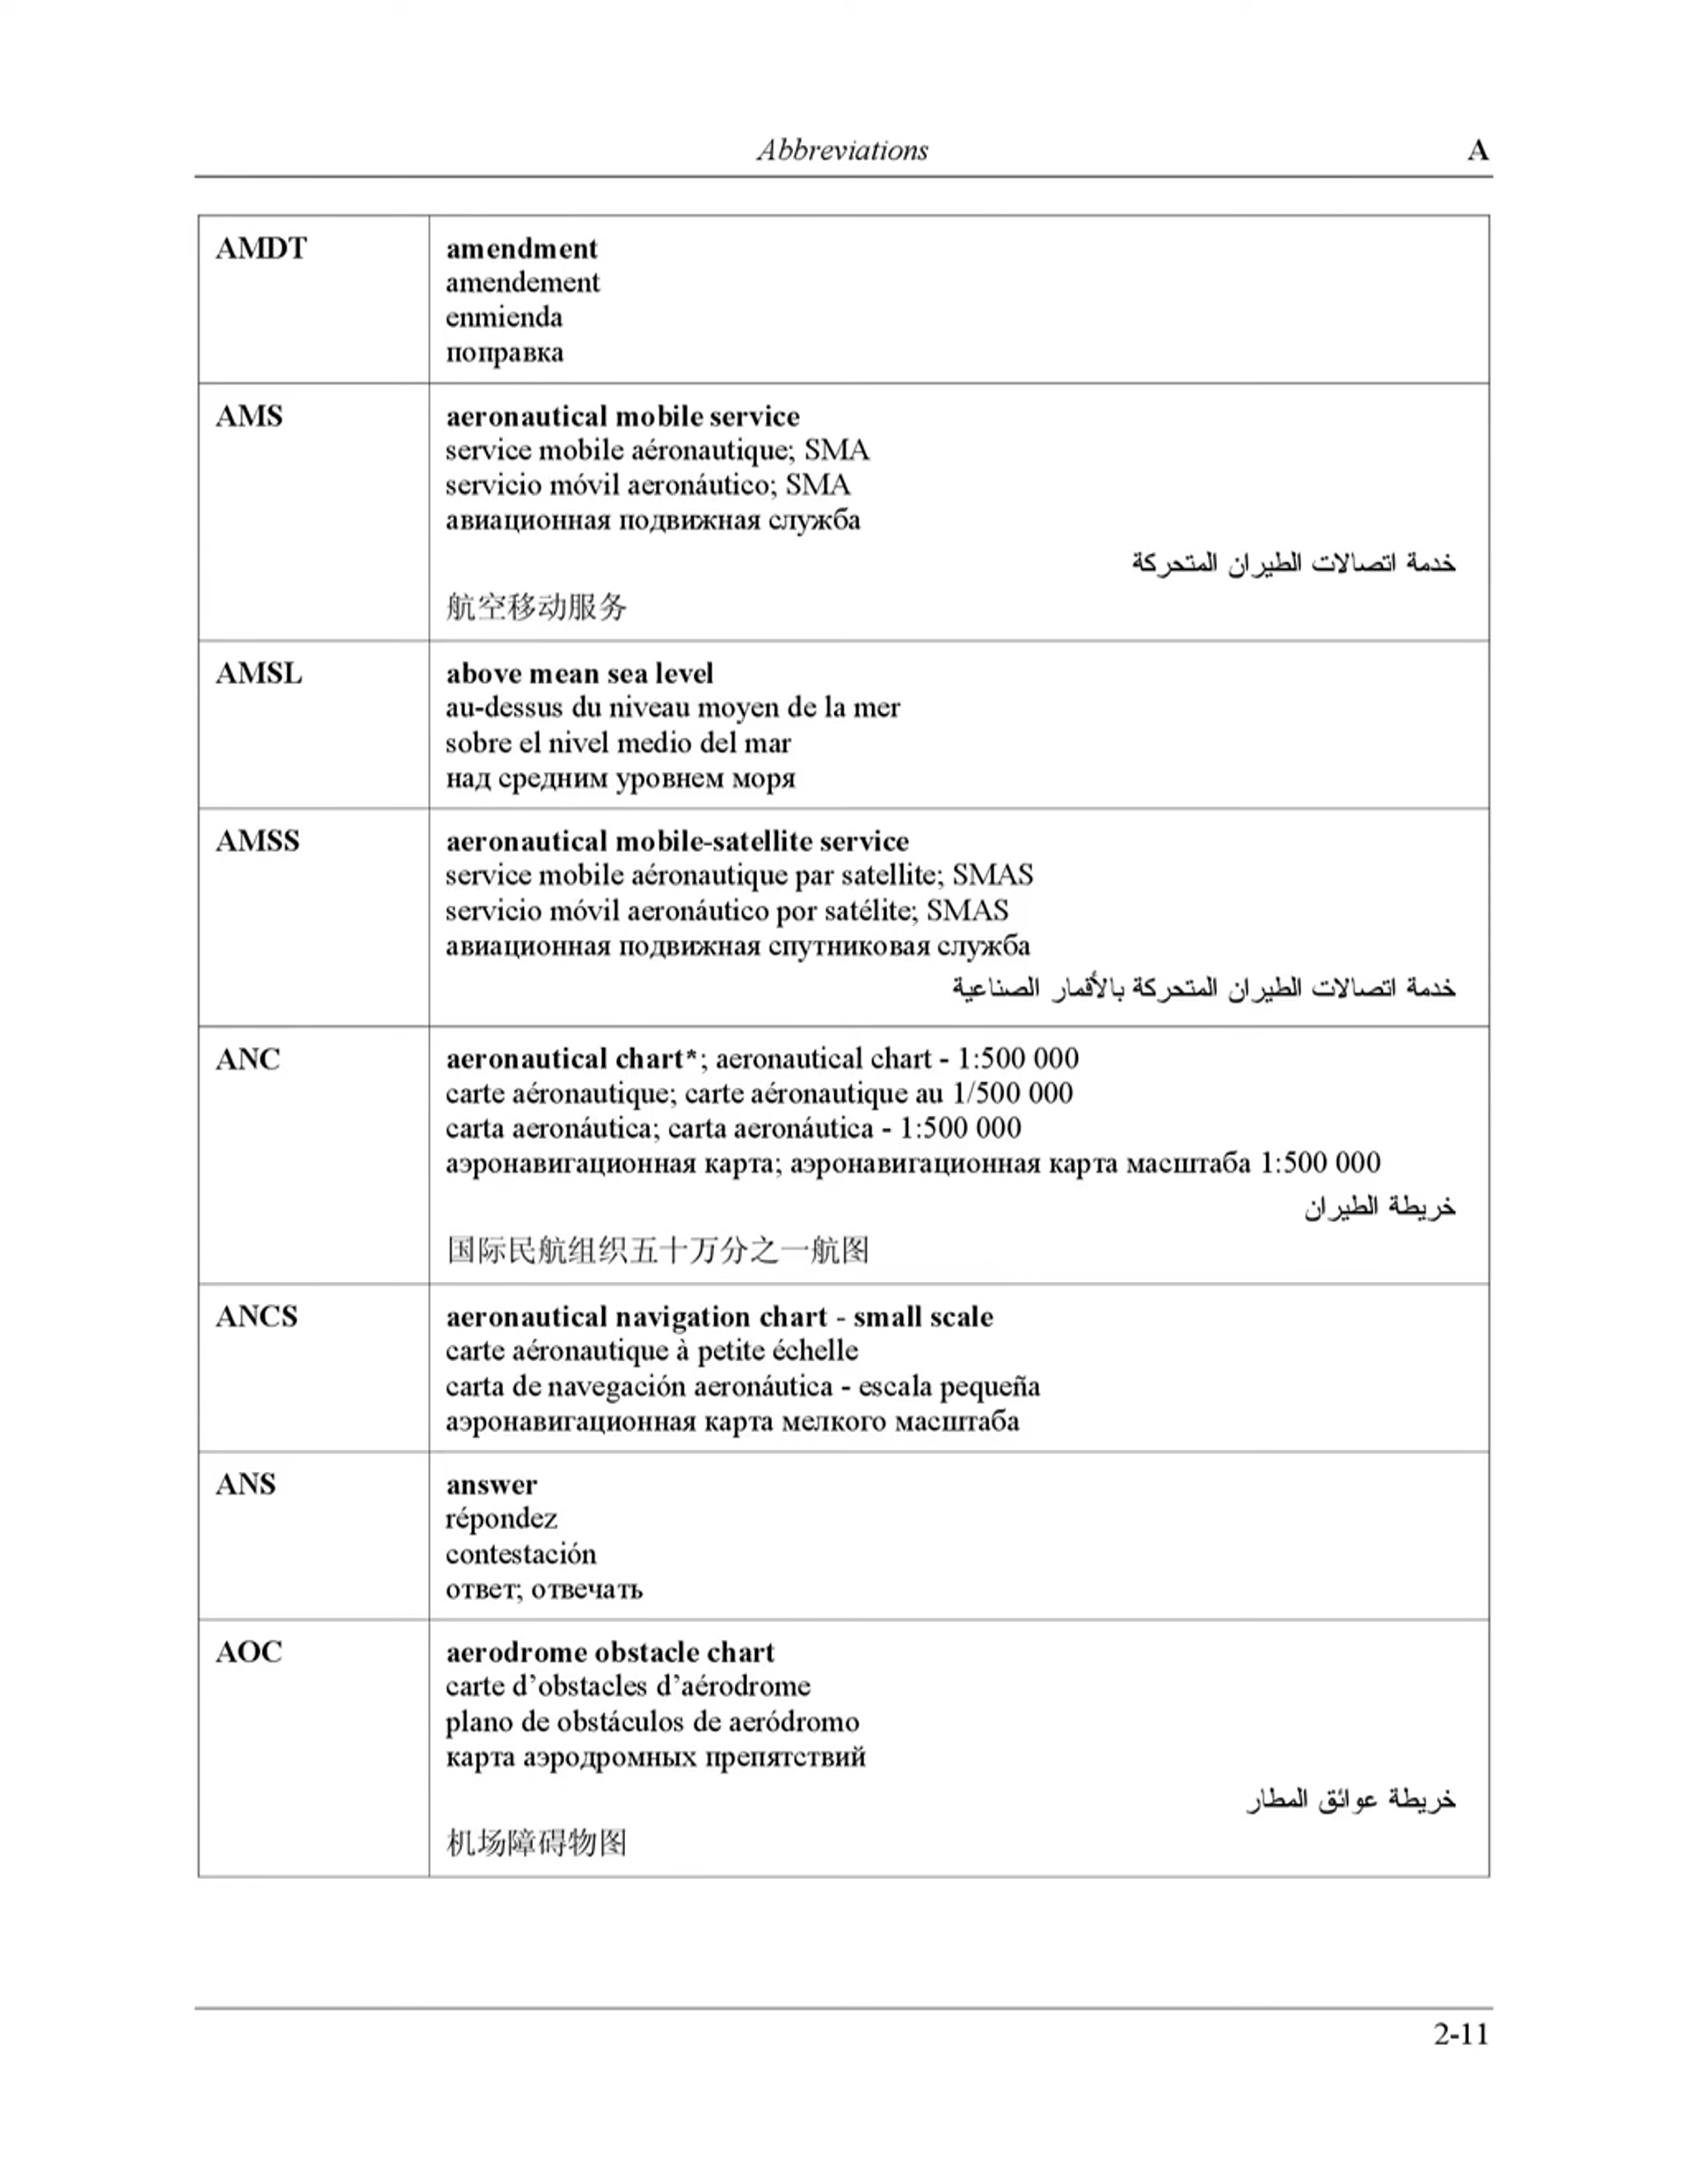 Abbreviations A
AMDT amendment
amendement
enmienda
поправка
AMS aeronautical mobile service
service mobile aéronautique; SMA
servicio móvil aeronáutico; SMA
авиационная подвижная служба
خدمة اتصالات الطيران المتحركة
航空移动服务
AMSL above mean sea level
au-dessus du niveau moyen de la mer
sobre el nivel medio del mar
над средним уровнем моря
AMSS aeronautical mobile-satellite service
service mobile aéronautique par satellite; SMAS
servicio móvil aeronáutico por satélite; SMAS
авиационная подвижная спутниковая служба
خدمة اتصالات الطيران المتحركة بالأقمار الصناعية
ANC aeronautical chart*; aeronautical chart - 1:500 000
carte aéronautique; carte aéronautique au 1/500 000
carta aeronáutica; carta aeronáutica - 1:500 000
аэронавигационная карта; аэронавигационная карта масштаба 1:500 000
خريطة الطيران
国际民航组织五十万分之一航图
ANCS aeronautical navigation chart - small scale
carte aéronautique à petite échelle
carta de navegación aeronáutica - escala pequeña
аэронавигационная карта мелкого масштаба
ANS answer
répondez
contestación
ответ; отвечать
AOC aerodrome obstacle chart
carte d’obstacles d’aérodrome
plano de obstáculos de aeródromo
карта аэродромных препятствий
خريطة عوائق المطار
机场障碍物图
2-11